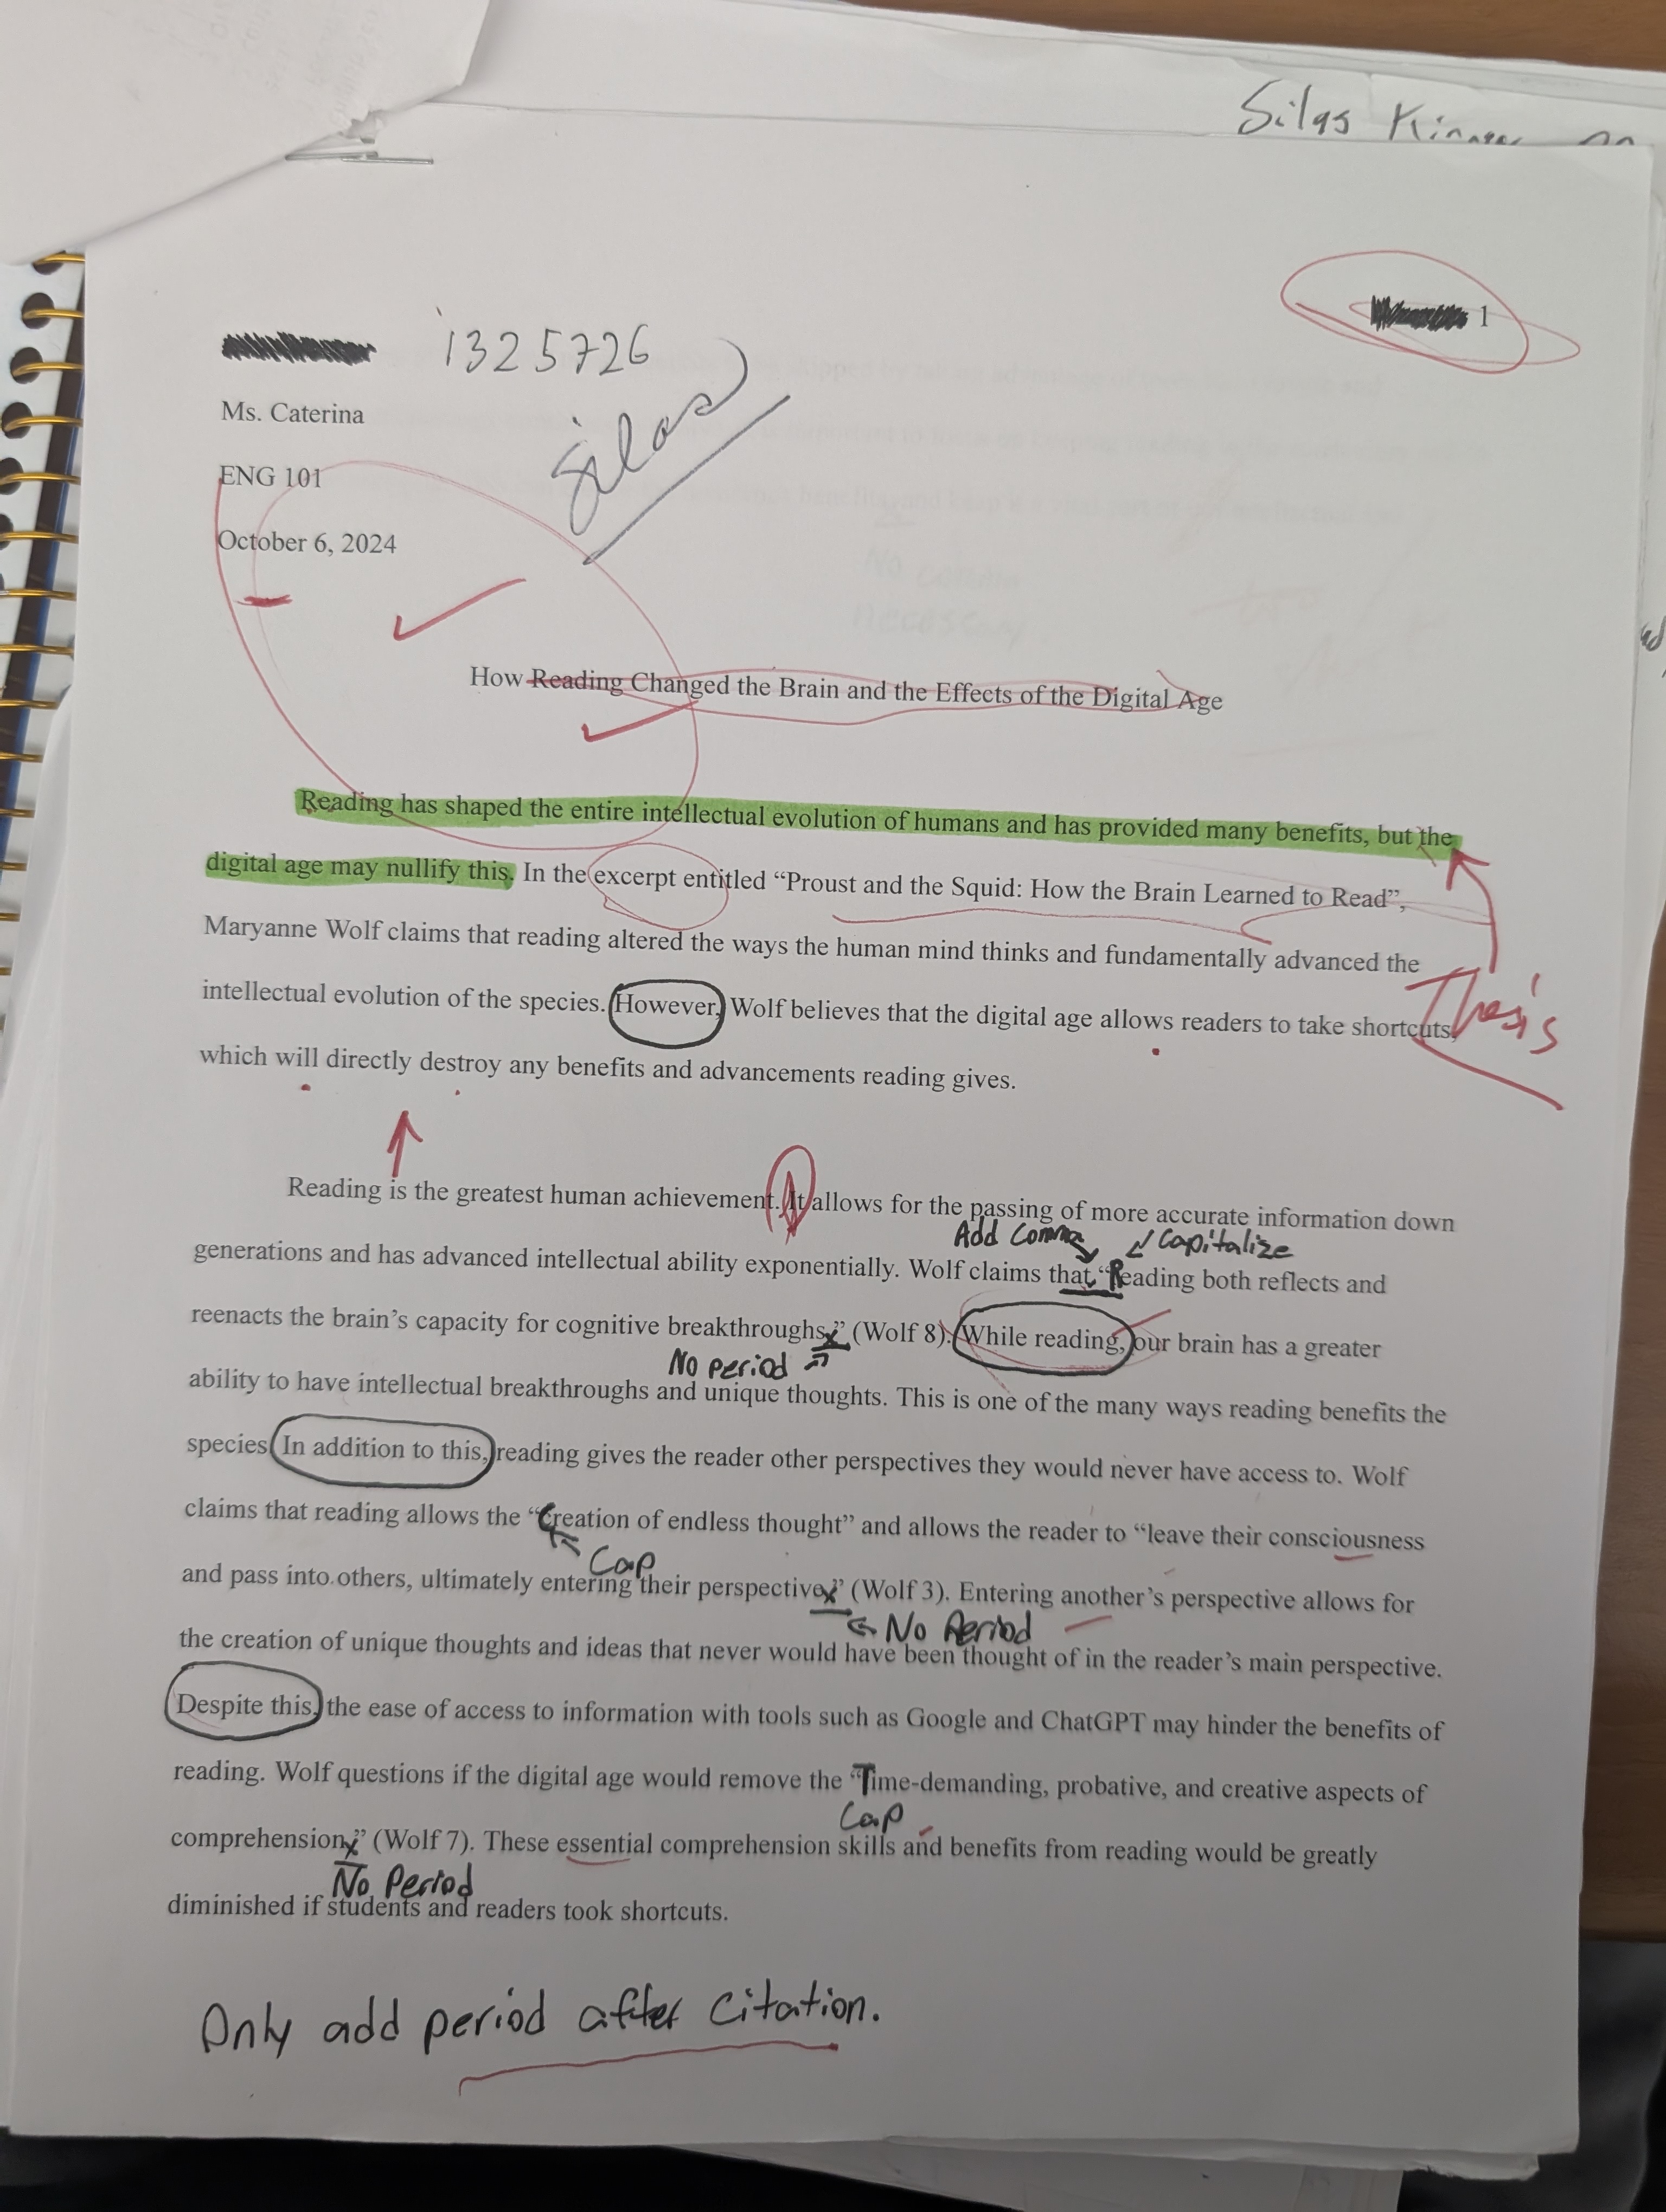 Silas
1
1325726
Silas
Ms. Caterina
ENG 101
October 6, 2024
How Reading Changed the Brain and the Effects of the Digital Age
Reading has shaped the entire intellectual evolution of humans and has provided many benefits, but the
digital age may nullify this. In the excerpt entitled “Proust and the Squid: How the Brain Learned to Read”,
Maryanne Wolf claims that reading altered the ways the human mind thinks and fundamentally advanced the
intellectual evolution of the species. However, Wolf believes that the digital age allows readers to take shortcuts,
Thesis
which will directly destroy any benefits and advancements reading gives.
Reading is the greatest human achievement. It allows for the passing of more accurate information down
Add Comma Capitalize
generations and has advanced intellectual ability exponentially. Wolf claims that, “Reading both reflects and
reenacts the brain’s capacity for cognitive breakthroughs.” (Wolf 8). While reading, our brain has a greater
No period
ability to have intellectual breakthroughs and unique thoughts. This is one of the many ways reading benefits the
species. In addition to this, reading gives the reader other perspectives they would never have access to. Wolf
claims that reading allows the “Creation of endless thought” and allows the reader to “leave their consciousness
Cap
and pass into others, ultimately entering their perspective.” (Wolf 3). Entering another’s perspective allows for
No Period
the creation of unique thoughts and ideas that never would have been thought of in the reader’s main perspective.
Despite this, the ease of access to information with tools such as Google and ChatGPT may hinder the benefits of
reading. Wolf questions if the digital age would remove the “Time-demanding, probative, and creative aspects of
Cap
comprehension.” (Wolf 7). These essential comprehension skills and benefits from reading would be greatly
No Period
diminished if students and readers took shortcuts.
Only add period after citation.